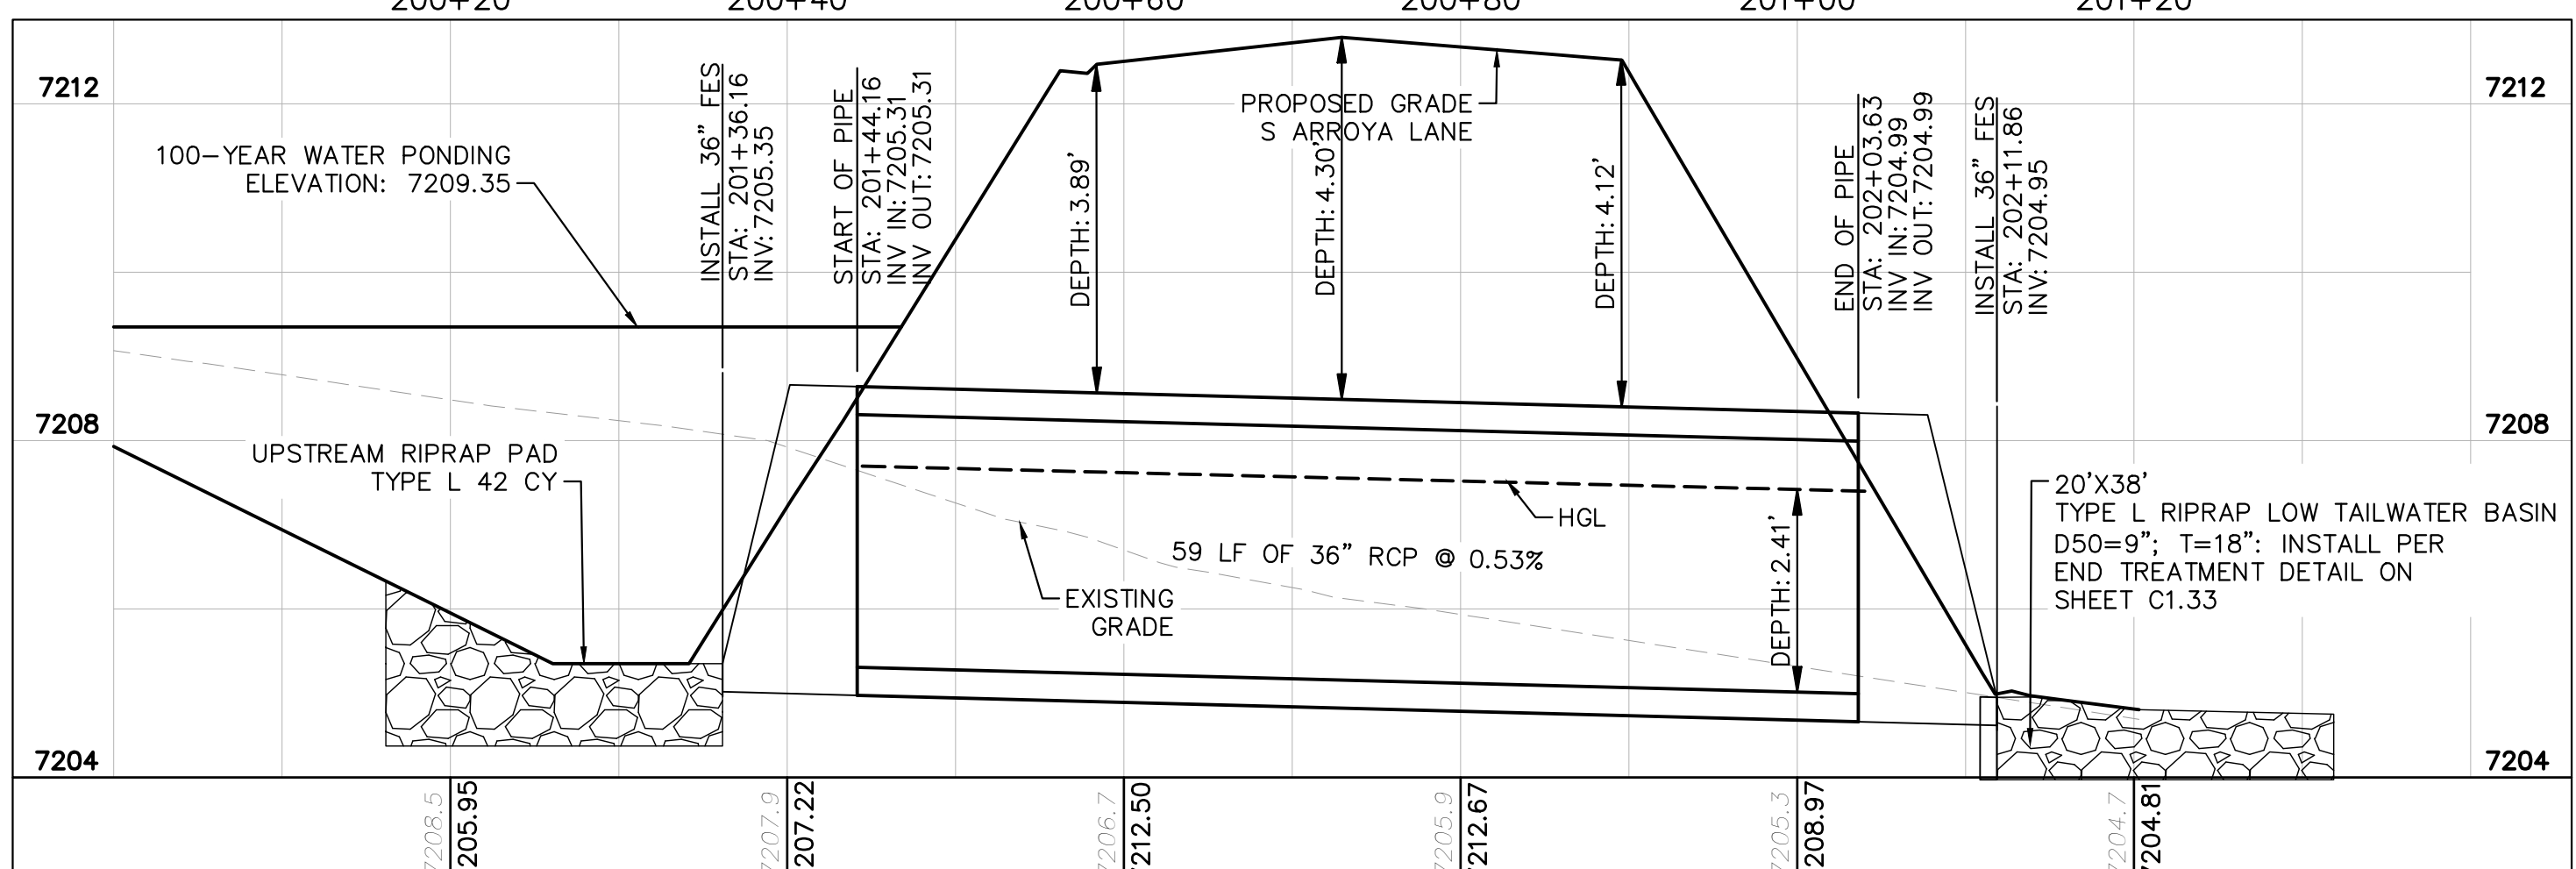 200+20 200+40 200+60 200+80 201+00 201+20
7212
7212
INSTALL 36" FES
STA: 201+36.16
INV: 7205.35
START OF PIPE
STA: 201+44.16
INV IN: 7205.31
INV OUT: 7205.31
100-YEAR WATER PONDING
ELEVATION: 7209.35
DEPTH: 3.89'
DEPTH: 4.30'
PROPOSED GRADE
S ARROYA LANE
DEPTH: 4.12'
END OF PIPE
STA: 202+03.63
INV IN: 7204.99
INV OUT: 7204.99
INSTALL 36" FES
STA: 202+11.86
INV: 7204.95
7208
7208
UPSTREAM RIPRAP PAD
TYPE L 42 CY
HGL
59 LF OF 36" RCP @ 0.53%
EXISTING
GRADE
DEPTH: 2.41'
20'X38'
TYPE L RIPRAP LOW TAILWATER BASIN
D50=9"; T=18": INSTALL PER
END TREATMENT DETAIL ON
SHEET C1.33
7204
7204
7208.5
205.95
7207.9
207.22
7206.7
7212.50
7205.9
7212.67
7205.3
208.97
7204.7
7204.81